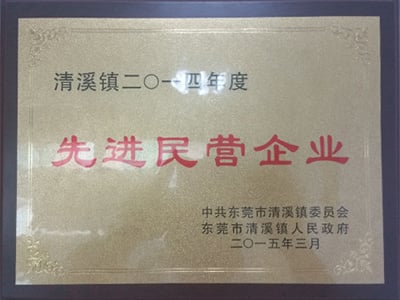 清溪镇二〇一四年度
先进民营企业
中共东莞市清溪镇委员会
东莞市清溪镇人民政府
二〇一五年三月